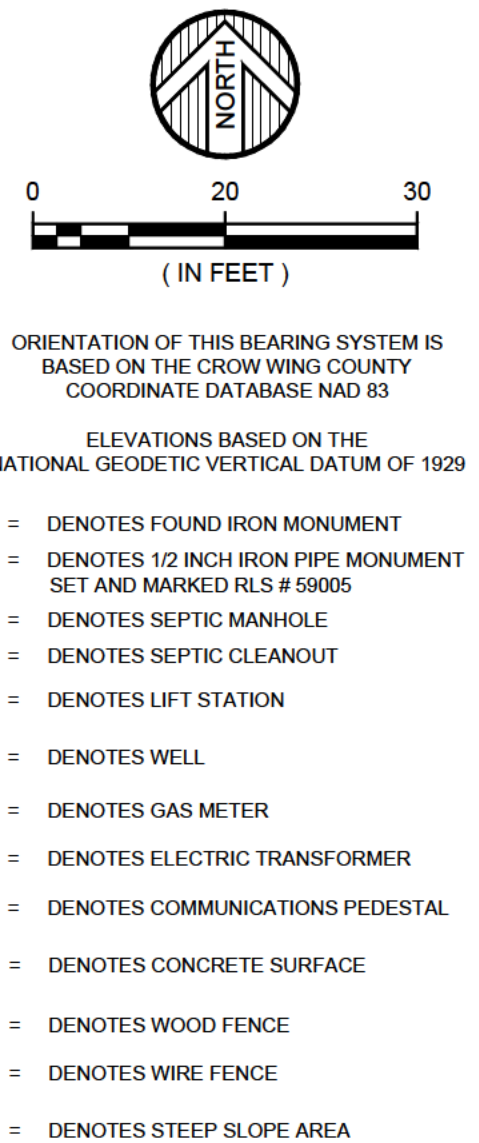 NORTH
0 20 30
( IN FEET )
ORIENTATION OF THIS BEARING SYSTEM IS
BASED ON THE CROW WING COUNTY
COORDINATE DATABASE NAD 83
ELEVATIONS BASED ON THE
NATIONAL GEODETIC VERTICAL DATUM OF 1929
= DENOTES FOUND IRON MONUMENT
= DENOTES 1/2 INCH IRON PIPE MONUMENT
SET AND MARKED RLS # 59005
= DENOTES SEPTIC MANHOLE
= DENOTES SEPTIC CLEANOUT
= DENOTES LIFT STATION
= DENOTES WELL
= DENOTES GAS METER
= DENOTES ELECTRIC TRANSFORMER
= DENOTES COMMUNICATIONS PEDESTAL
= DENOTES CONCRETE SURFACE
= DENOTES WOOD FENCE
= DENOTES WIRE FENCE
= DENOTES STEEP SLOPE AREA